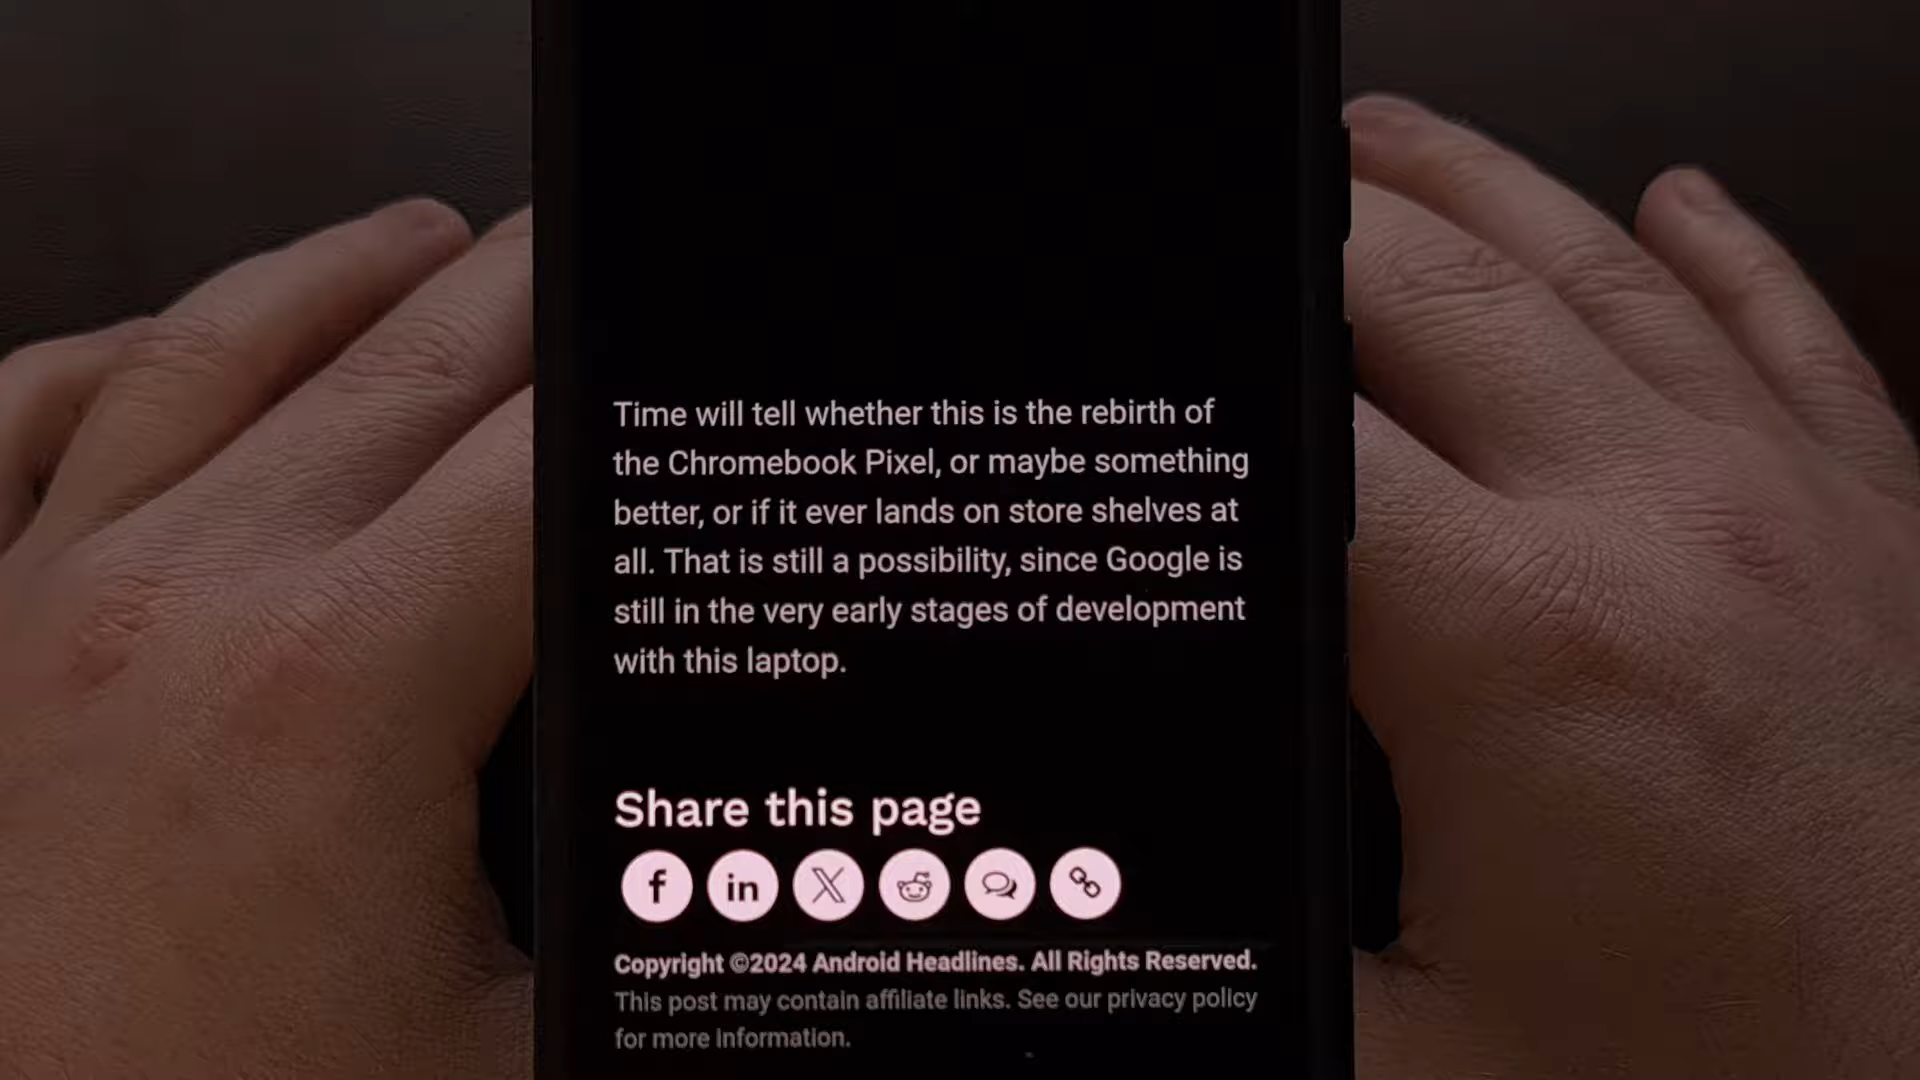 Time will tell whether this is the rebirth of
the Chromebook Pixel, or maybe something
better, or if it ever lands on store shelves at
all. That is still a possibility, since Google is
still in the very early stages of development
with this laptop.
Share this page
f in X
Copyright ©2024 Android Headlines. All Rights Reserved.
This post may contain affiliate links. See our privacy policy
for more information.